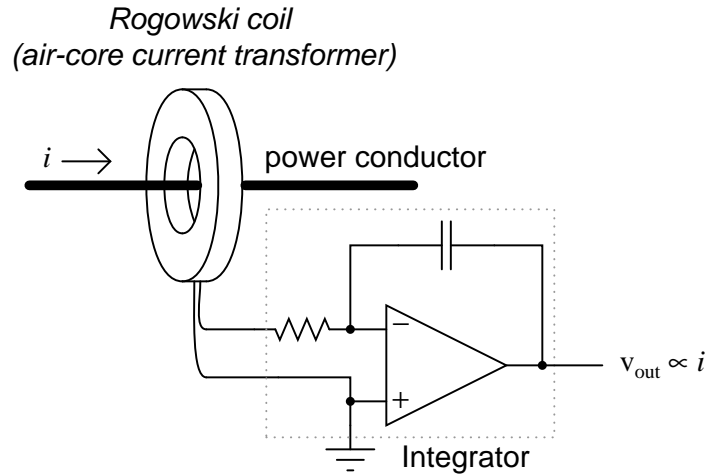 Rogowski coil
(air-core current transformer)
i →
power conductor
−
+
v_out ∝ i
Integrator